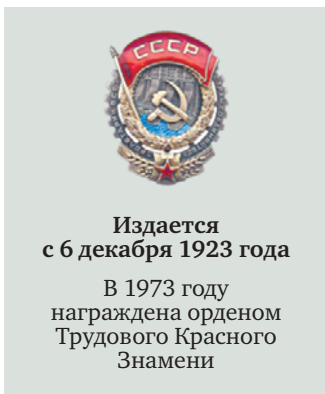 СССР
Издается
с 6 декабря 1923 года
В 1973 году
награждена орденом
Трудового Красного
Знамени